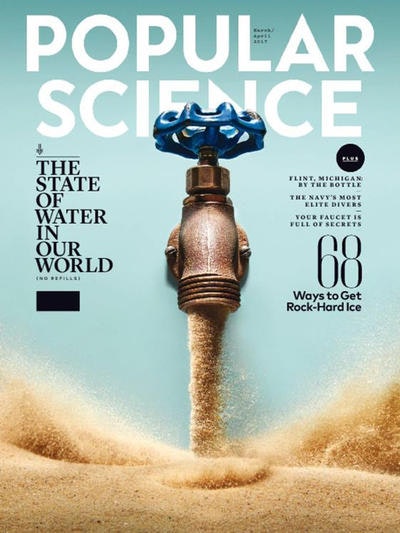 POPULAR
March/
April
2017
SCIENCE
THE
STATE
OF
WATER
IN
OUR
WORLD
(NO REFILLS)
PLUS
FLINT, MICHIGAN:
BY THE BOTTLE
THE NAVY'S MOST
ELITE DIVERS
YOUR FAUCET IS
FULL OF SECRETS
68
Ways to Get
Rock-Hard Ice